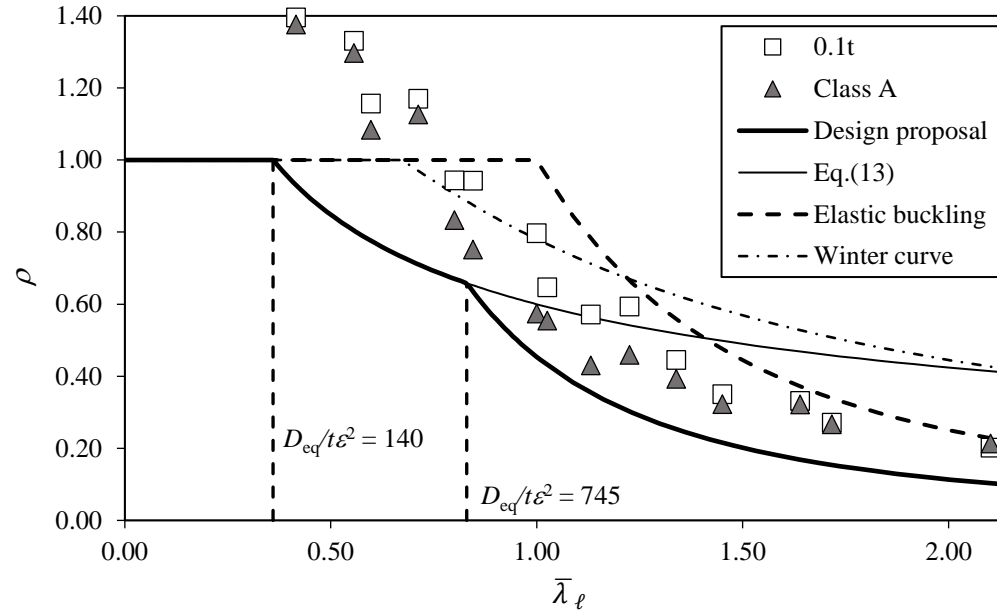 1.40
1.20
1.00
0.80
0.60
0.40
0.20
0.00
ρ
0.1t
Class A
Design proposal
Eq.(13)
Elastic buckling
Winter curve
D_eq/tε² = 140
D_eq/tε² = 745
0.00 0.50 1.00 1.50 2.00
λ̄_ℓ